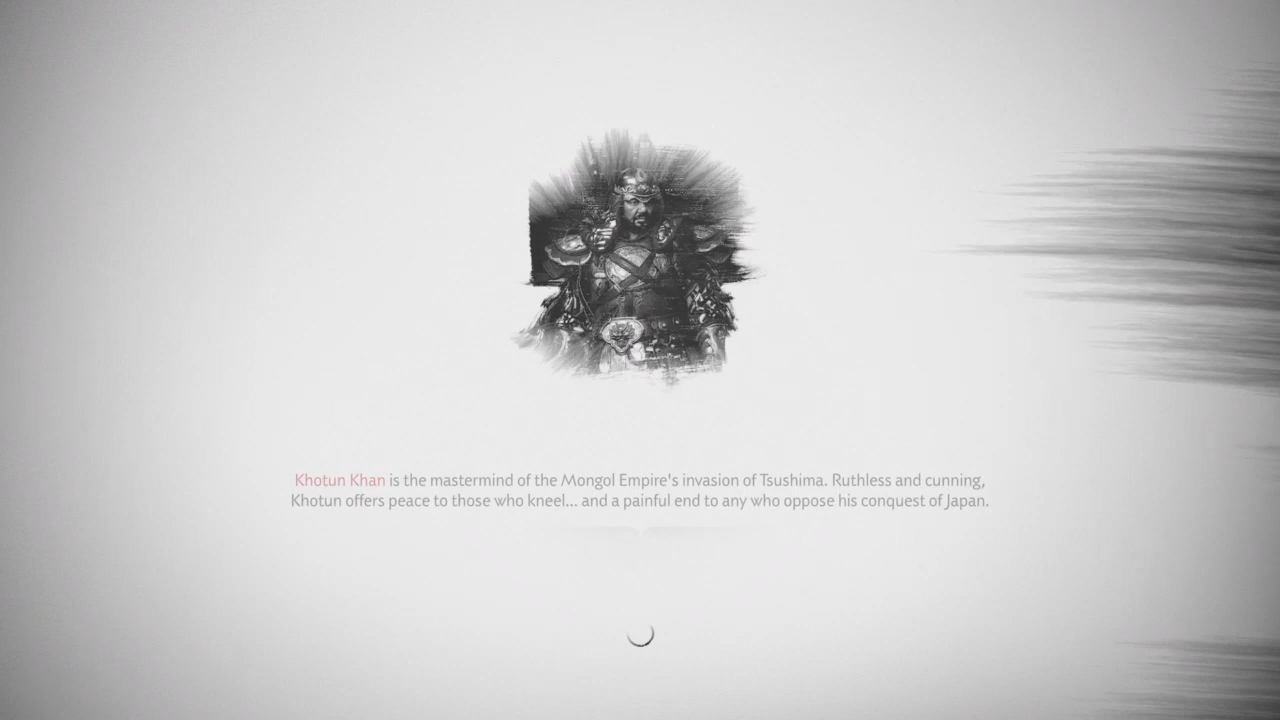 Khotun Khan is the mastermind of the Mongol Empire's invasion of Tsushima. Ruthless and cunning,
Khotun offers peace to those who kneel... and a painful end to any who oppose his conquest of Japan.